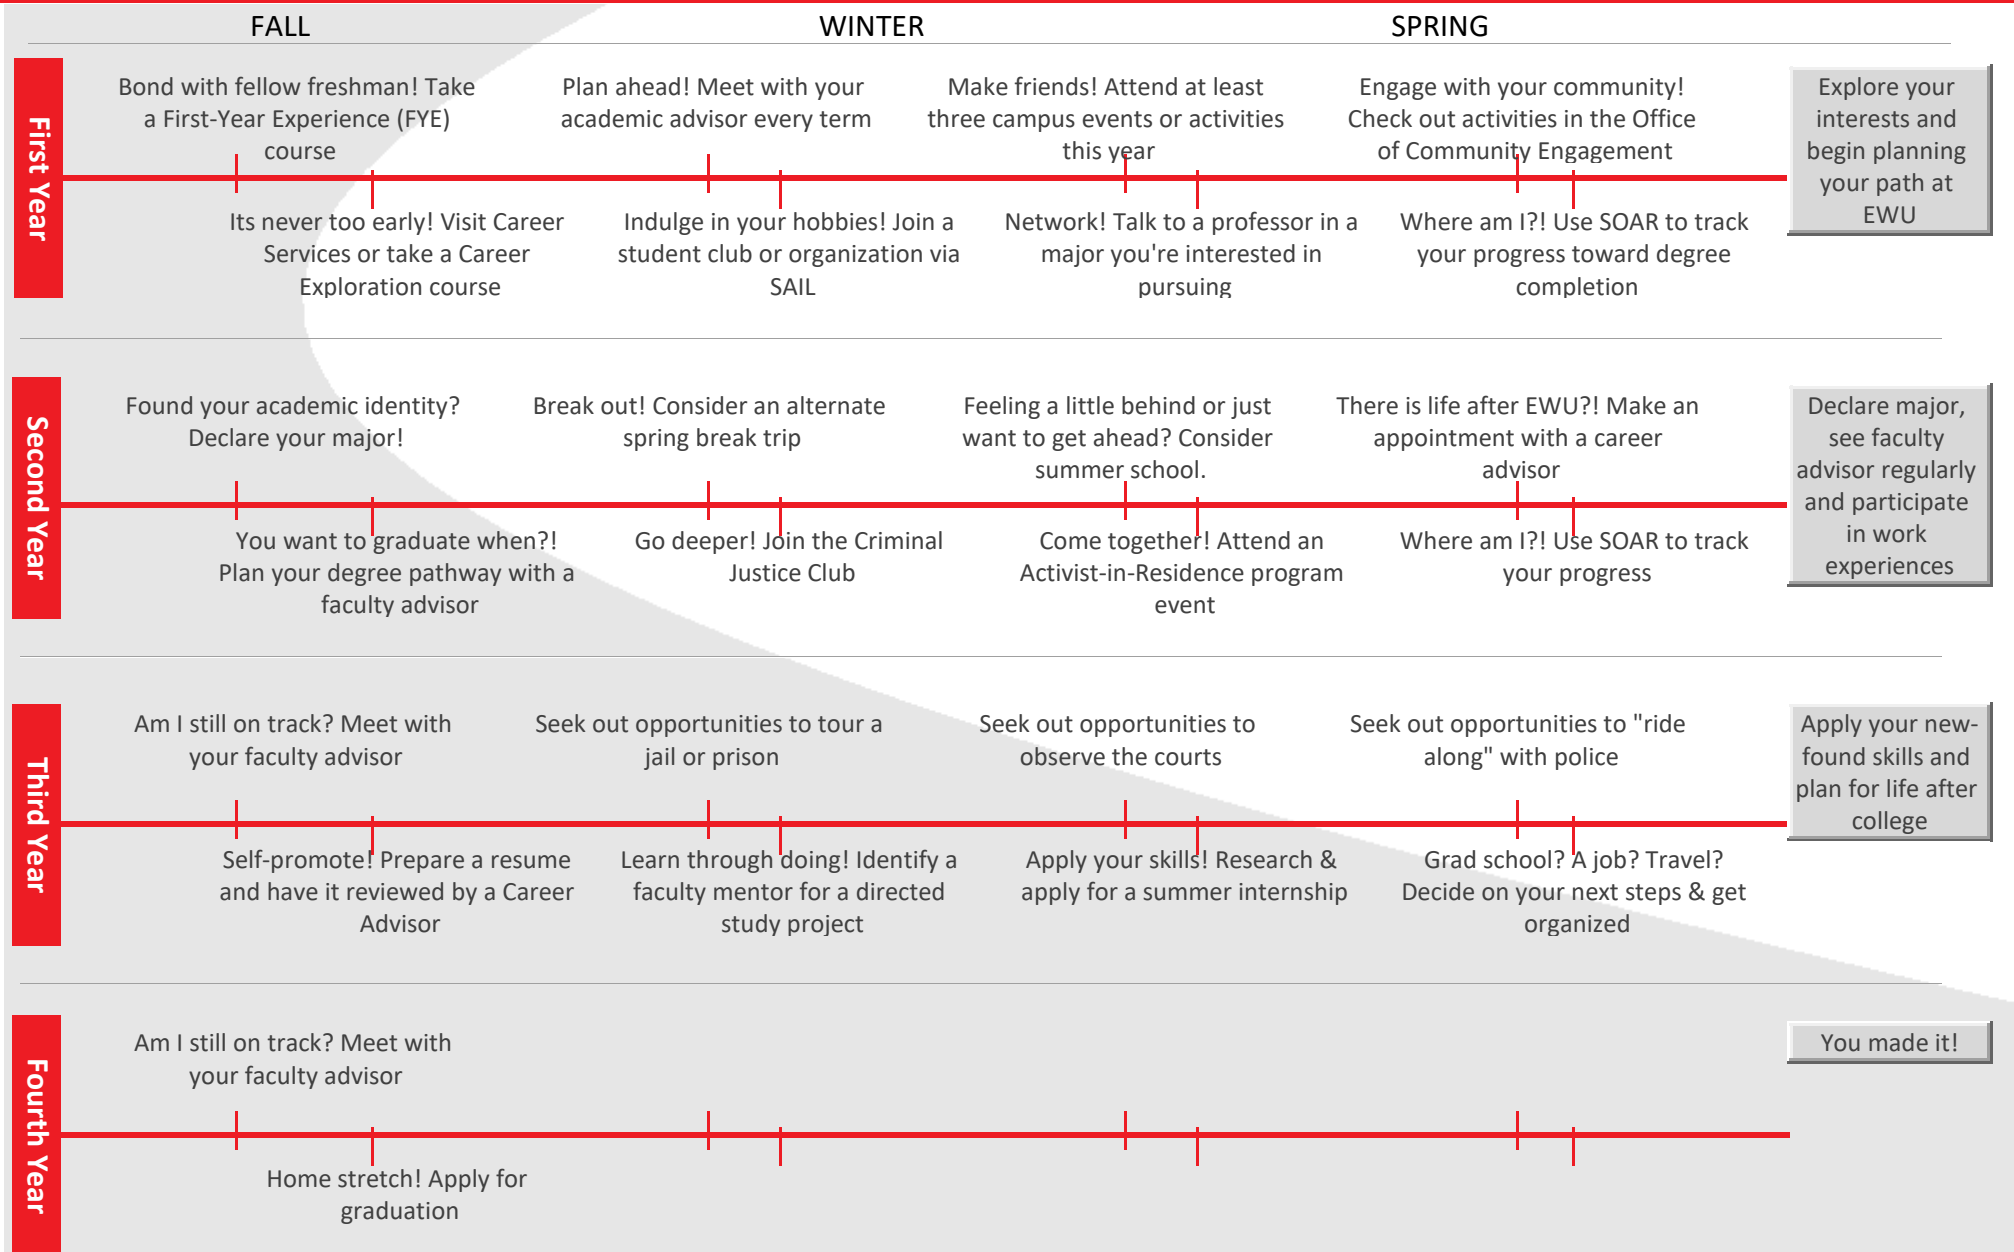 FALL
WINTER
SPRING
First Year
Bond with fellow freshman! Take
a First-Year Experience (FYE)
course
Plan ahead! Meet with your
academic advisor every term
Make friends! Attend at least
three campus events or activities
this year
Engage with your community!
Check out activities in the Office
of Community Engagement
Its never too early! Visit Career
Services or take a Career
Exploration course
Indulge in your hobbies! Join a
student club or organization via
SAIL
Network! Talk to a professor in a
major you're interested in
pursuing
Where am I?! Use SOAR to track
your progress toward degree
completion
Explore your
interests and
begin planning
your path at
EWU
Second Year
Found your academic identity?
Declare your major!
Break out! Consider an alternate
spring break trip
Feeling a little behind or just
want to get ahead? Consider
summer school.
There is life after EWU?! Make an
appointment with a career
advisor
You want to graduate when?!
Plan your degree pathway with a
faculty advisor
Go deeper! Join the Criminal
Justice Club
Come together! Attend an
Activist-in-Residence program
event
Where am I?! Use SOAR to track
your progress
Declare major,
see faculty
advisor regularly
and participate
in work
experiences
Third Year
Am I still on track? Meet with
your faculty advisor
Seek out opportunities to tour a
jail or prison
Seek out opportunities to
observe the courts
Seek out opportunities to "ride
along" with police
Self-promote! Prepare a resume
and have it reviewed by a Career
Advisor
Learn through doing! Identify a
faculty mentor for a directed
study project
Apply your skills! Research &
apply for a summer internship
Grad school? A job? Travel?
Decide on your next steps & get
organized
Apply your new-
found skills and
plan for life after
college
Fourth Year
Am I still on track? Meet with
your faculty advisor
Home stretch! Apply for
graduation
You made it!